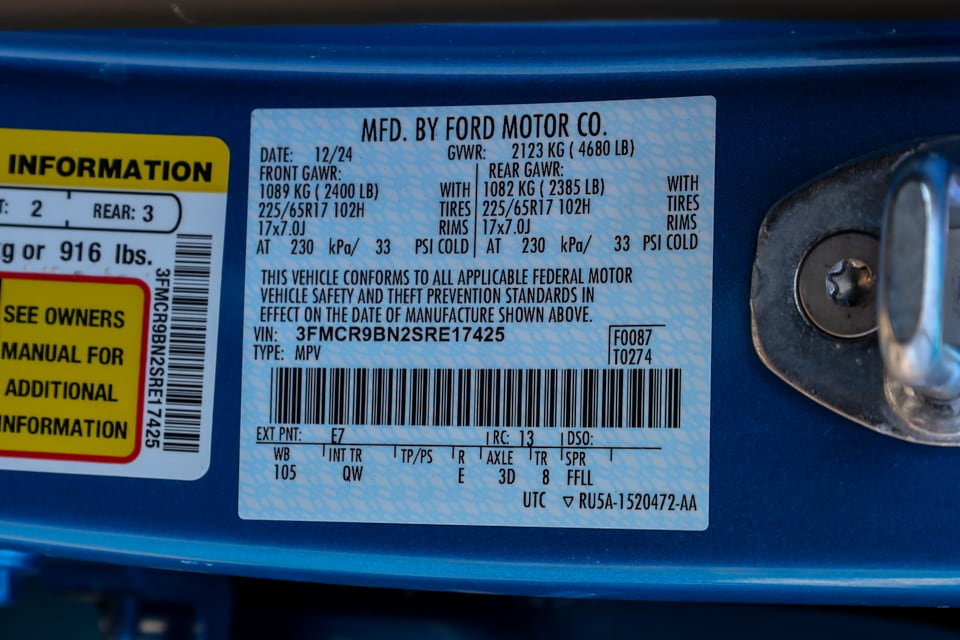 INFORMATION
T: 2 REAR: 3
kg or 916 lbs.
SEE OWNERS
MANUAL FOR
ADDITIONAL
INFORMATION
3FMCR9BN2SRE17425
MFD. BY FORD MOTOR CO.
DATE: 12/24 GVWR: 2123 KG ( 4680 LB)
FRONT GAWR: REAR GAWR:
1089 KG ( 2400 LB) WITH 1082 KG ( 2385 LB) WITH
225/65R17 102H TIRES 225/65R17 102H TIRES
17x7.0J RIMS 17x7.0J RIMS
AT 230 kPa/ 33 PSI COLD AT 230 kPa/ 33 PSI COLD
THIS VEHICLE CONFORMS TO ALL APPLICABLE FEDERAL MOTOR
VEHICLE SAFETY AND THEFT PREVENTION STANDARDS IN
EFFECT ON THE DATE OF MANUFACTURE SHOWN ABOVE.
VIN: 3FMCR9BN2SRE17425 F0087
TYPE: MPV T0274
EXT PNT: E7 RC: 13 DSO:
WB INT TR TP/PS R AXLE TR SPR
105 QW E 3D 8 FFLL
UTC ▽ RU5A-1520472-AA